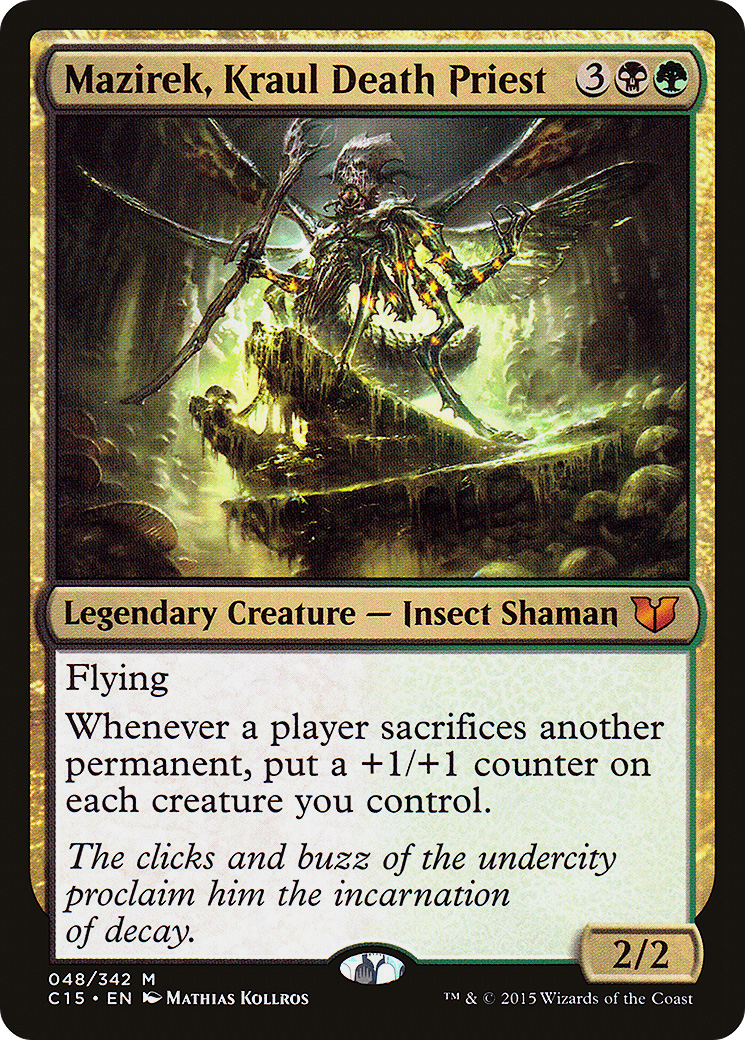 Mazirek, Kraul Death Priest 3
Legendary Creature — Insect Shaman
Flying
Whenever a player sacrifices another
permanent, put a +1/+1 counter on
each creature you control.
The clicks and buzz of the undercity
proclaim him the incarnation
of decay.
2/2
048/342 M
C15 • EN Mathias Kollros
™ & © 2015 Wizards of the Coast